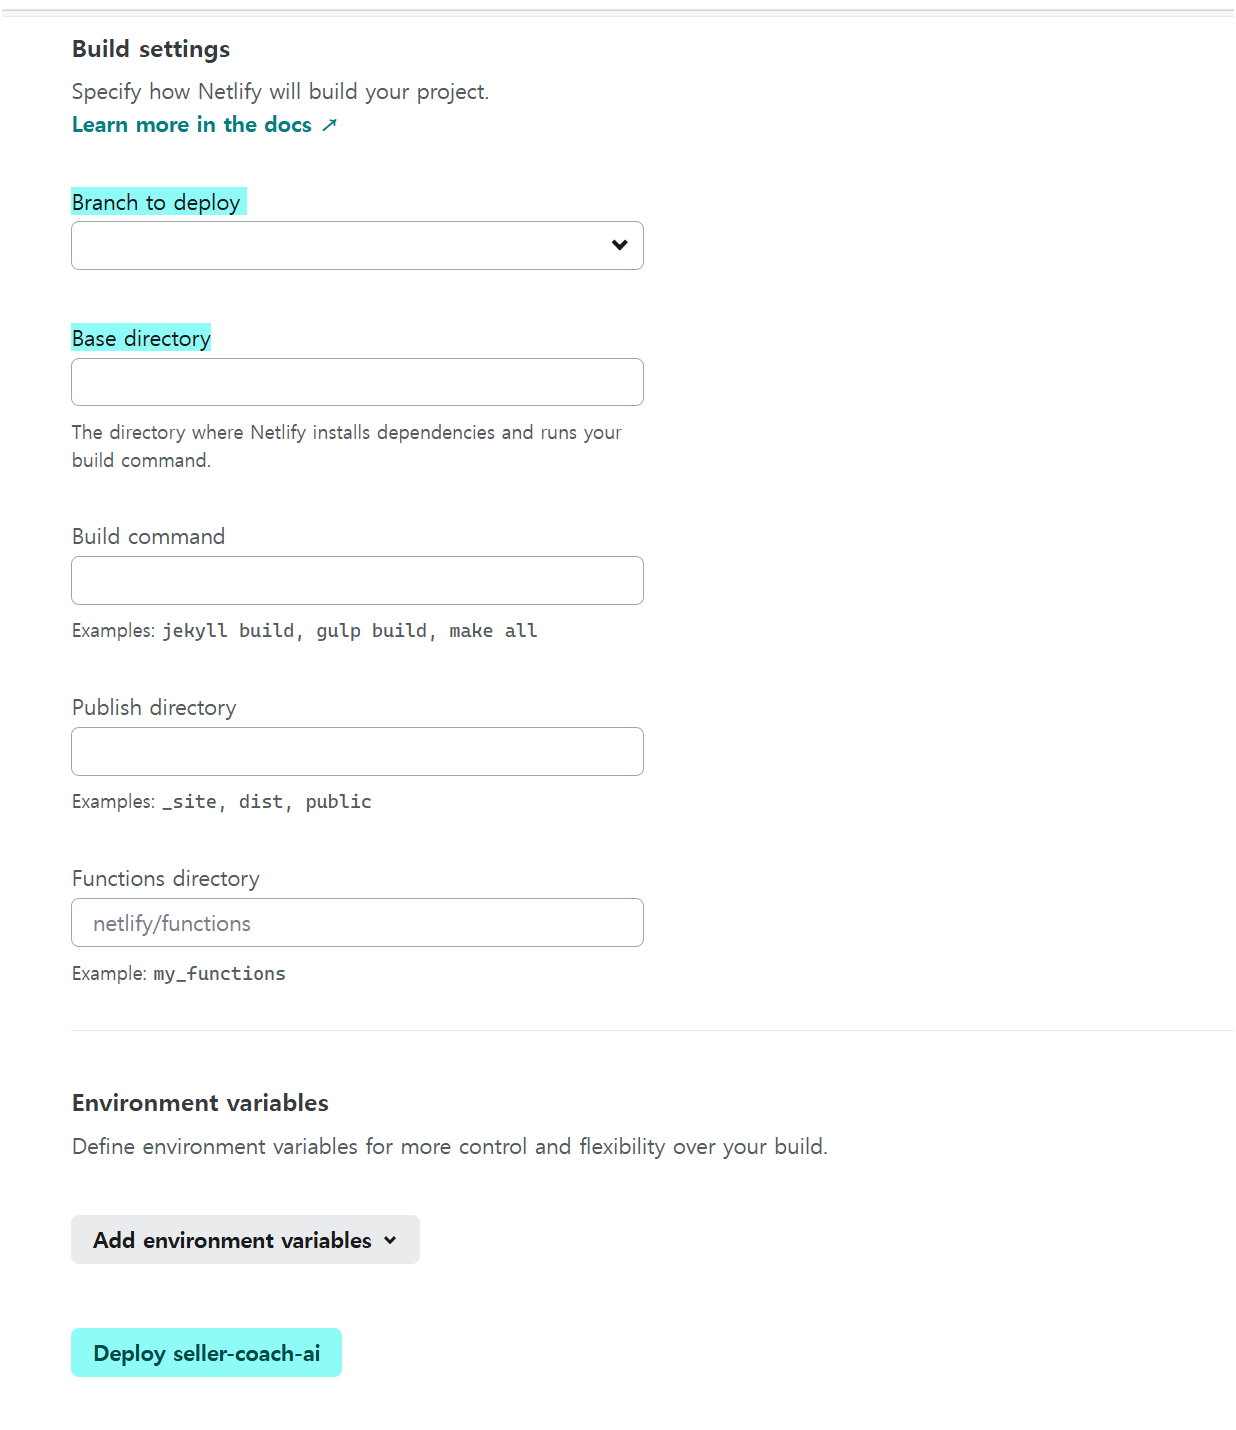 Build settings
Specify how Netlify will build your project.
Learn more in the docs ↗
Branch to deploy
Base directory
The directory where Netlify installs dependencies and runs your
build command.
Build command
Examples: jekyll build, gulp build, make all
Publish directory
Examples: _site, dist, public
Functions directory
netlify/functions
Example: my_functions
Environment variables
Define environment variables for more control and flexibility over your build.
Add environment variables
Deploy seller-coach-ai